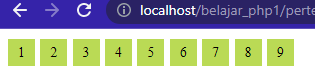 localhost/belajar_php1/perte
1 2 3 4 5 6 7 8 9